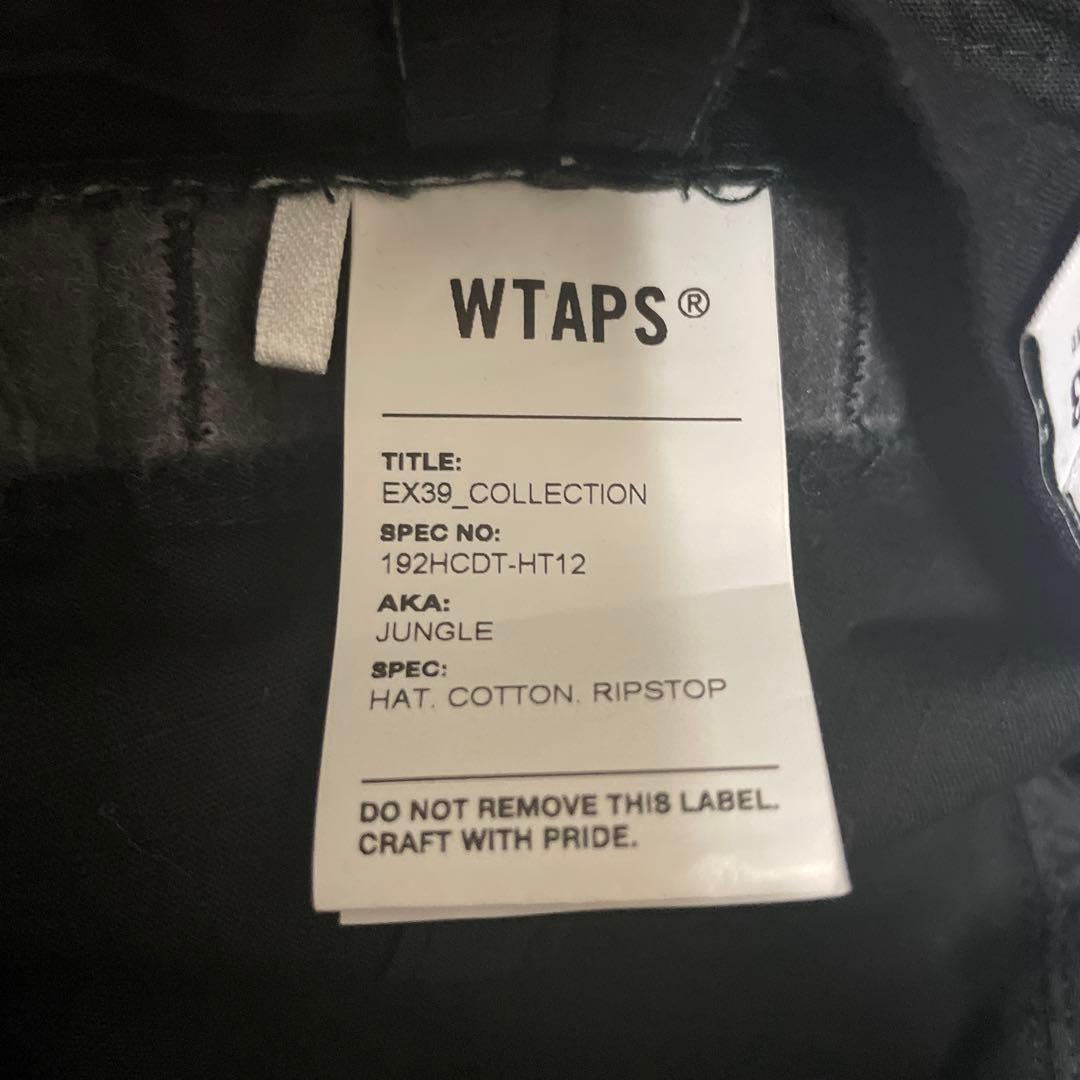 WTAPS®
TITLE:
EX39_COLLECTION
SPEC NO:
192HCDT-HT12
AKA:
JUNGLE
SPEC:
HAT. COTTON. RIPSTOP
DO NOT REMOVE THIS LABEL.
CRAFT WITH PRIDE.